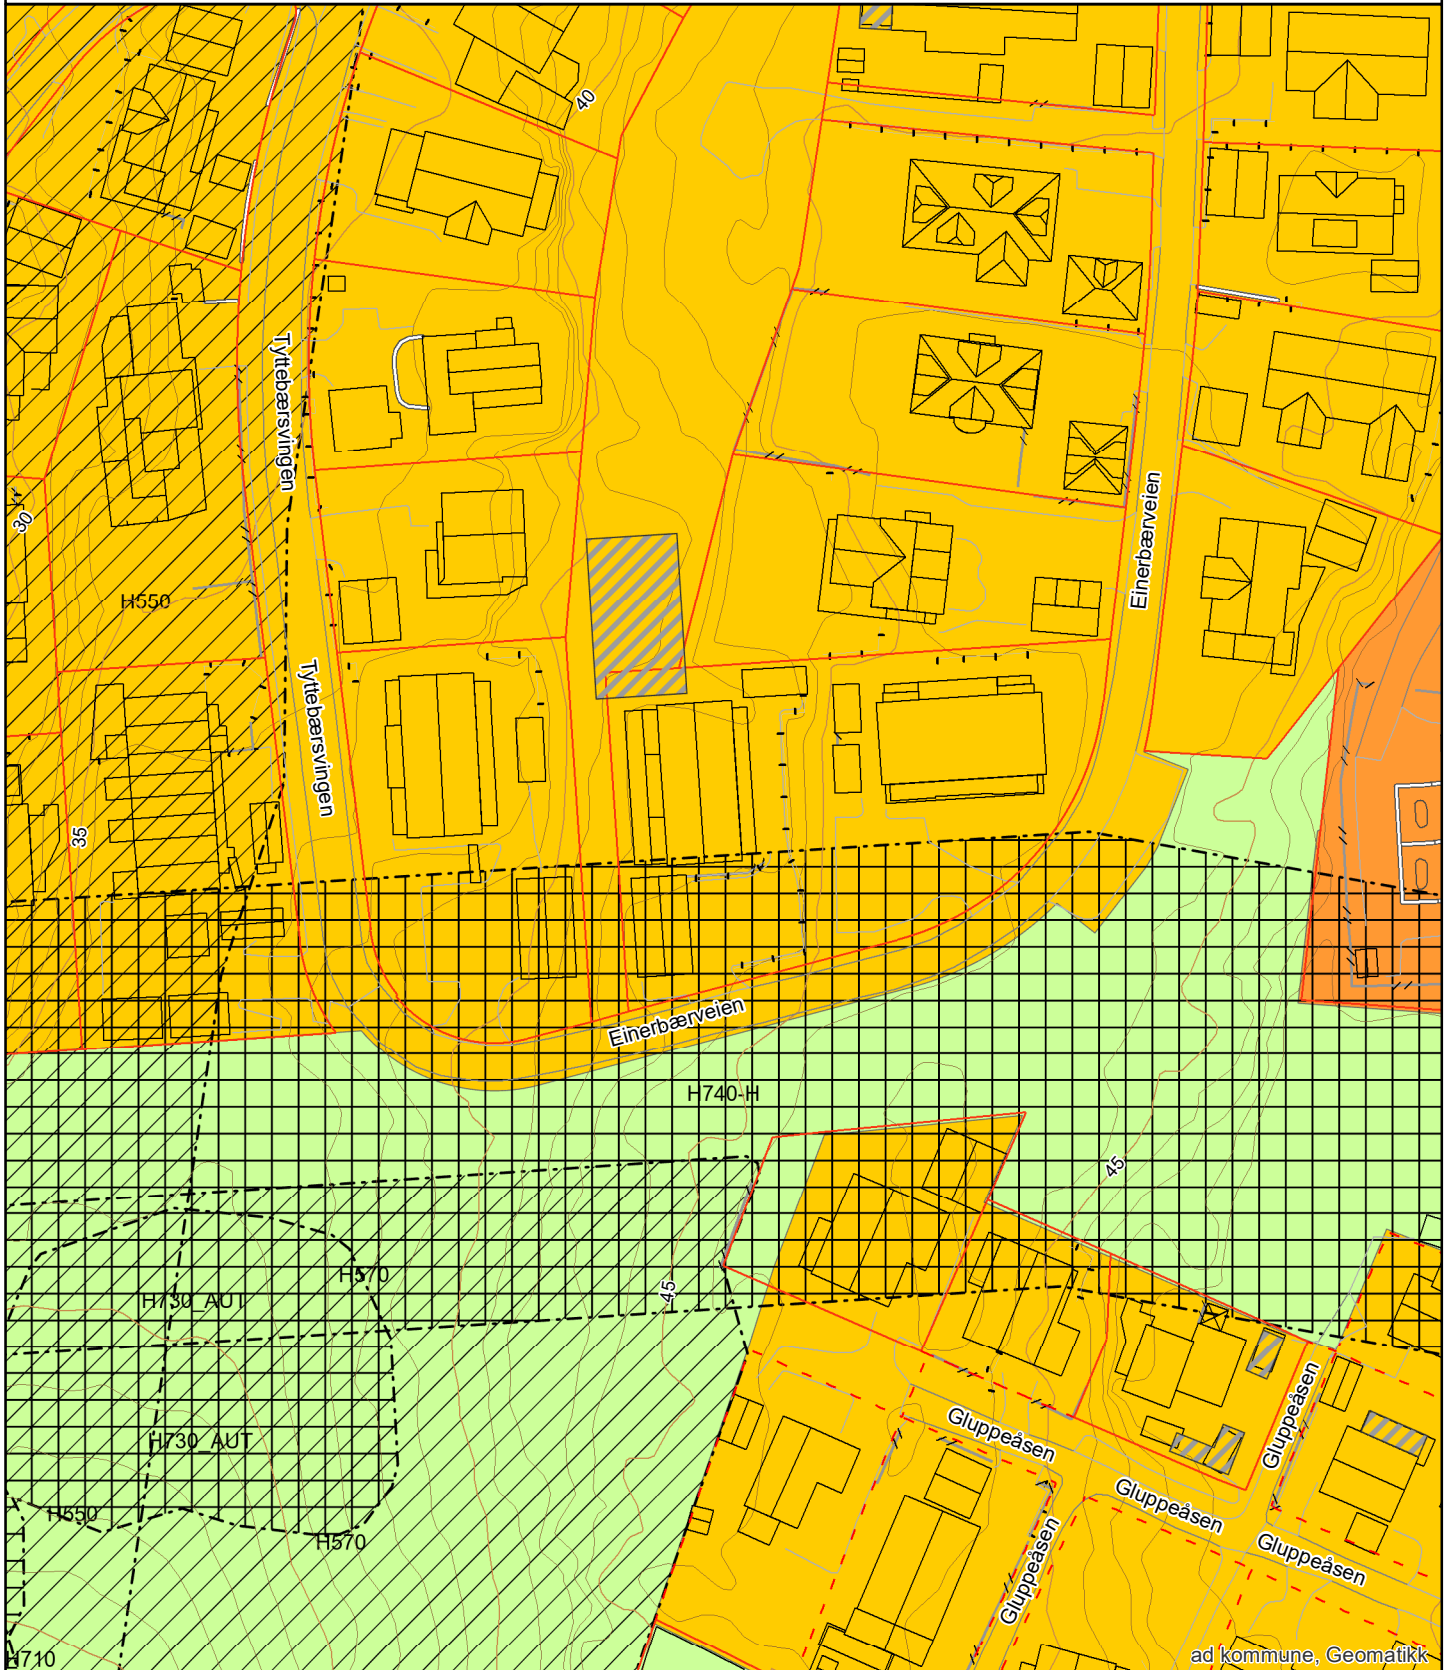 40
Tyttebærsvingen
30
Einerbærveien
H550
Tyttebærsvingen
35
Einerbærveien
H740-H
45
H570
45
H730_AUT
Gluppeåsen
Gluppeåsen
H730_AUT
Gluppeåsen
H550
H570
Gluppeåsen
Gluppeåsen
H710
ad kommune, Geomatikk